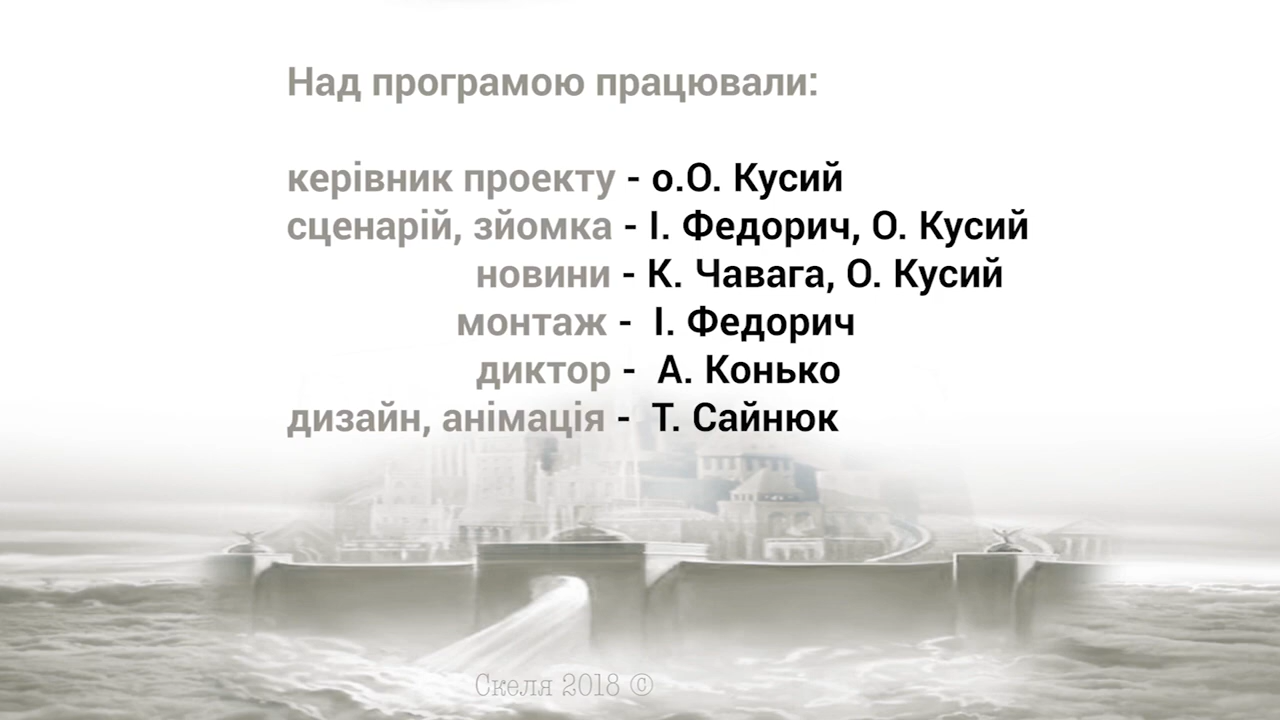 Над програмою працювали:
керівник проекту - о.О. Кусий
сценарій, зйомка - І. Федорич, О. Кусий
новини - К. Чавага, О. Кусий
монтаж - І. Федорич
диктор - А. Конько
дизайн, анімація - Т. Сайнюк
Скеля 2018 ©